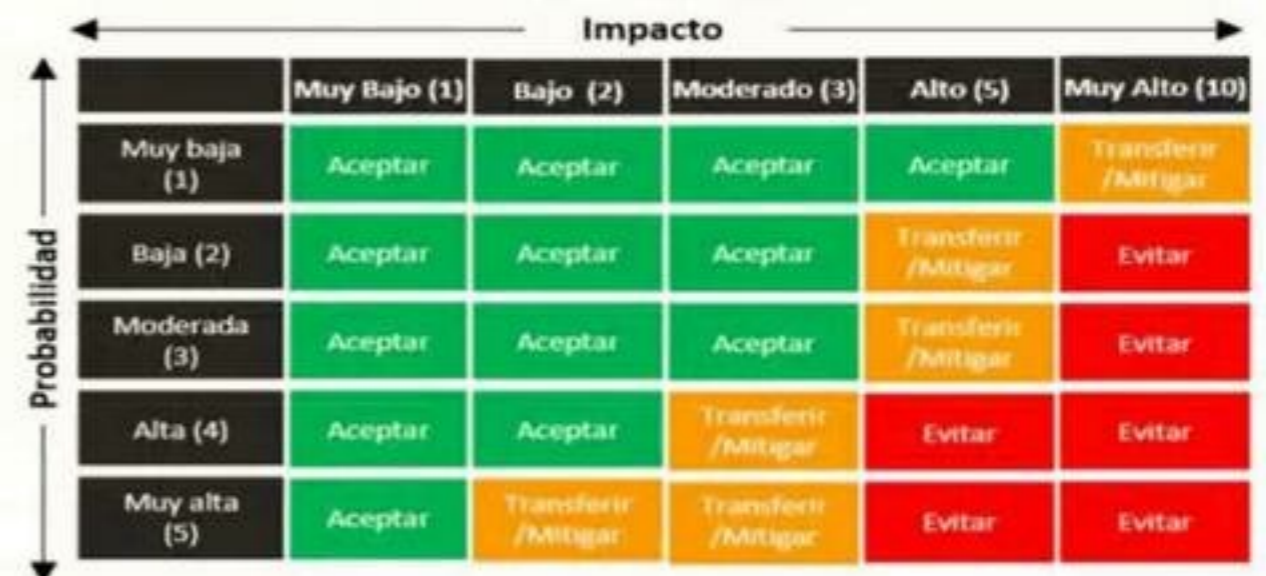 Impacto
Muy Bajo (1) Bajo (2) Moderado (3) Alto (5) Muy Alto (10)
Probabilidad
Muy baja
(1)
Aceptar Aceptar Aceptar Aceptar Transferir
/Mitigar
Baja (2) Aceptar Aceptar Aceptar Transferir
/Mitigar Evitar
Moderada
(3)
Aceptar Aceptar Aceptar Transferir
/Mitigar Evitar
Alta (4) Aceptar Aceptar Transferir
/Mitigar Evitar Evitar
Muy alta
(5)
Aceptar Transferir
/Mitigar Transferir
/Mitigar Evitar Evitar